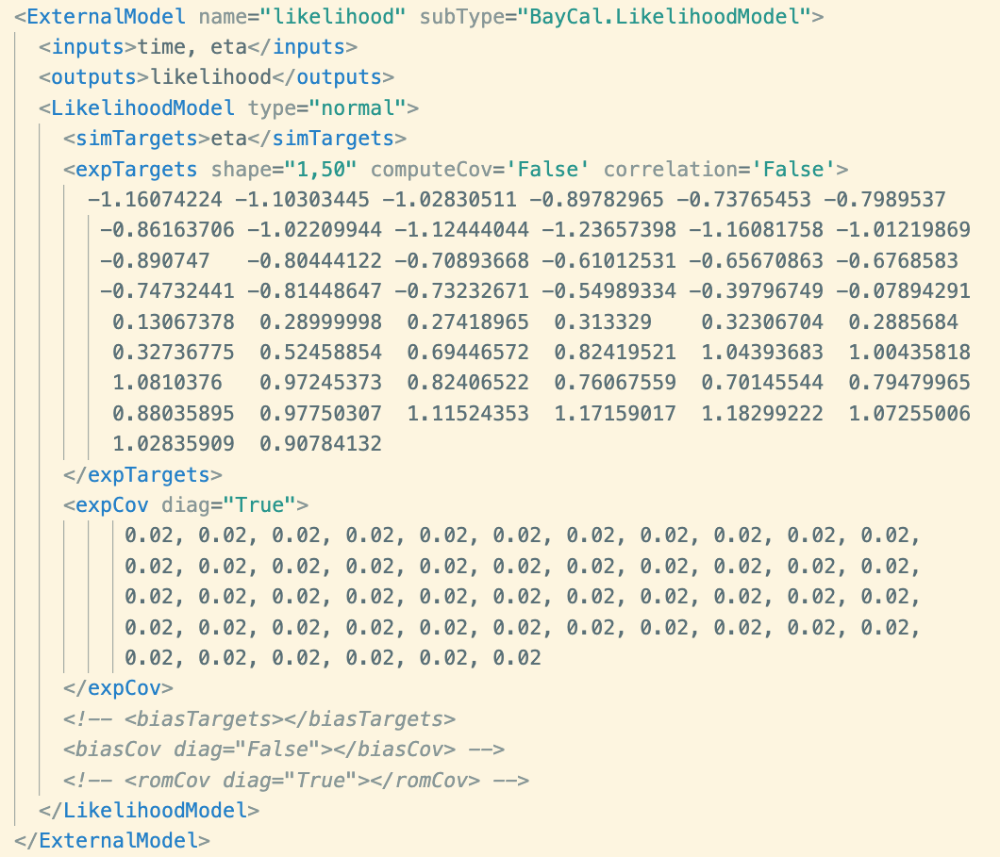 <ExternalModel name="likelihood" subType="BayCal.LikelihoodModel">
<inputs>time, eta</inputs>
<outputs>likelihood</outputs>
<LikelihoodModel type="normal">
<simTargets>eta</simTargets>
<expTargets shape="1,50" computeCov='False' correlation='False'>
-1.16074224 -1.10303445 -1.02830511 -0.89782965 -0.73765453 -0.7989537
-0.86163706 -1.02209944 -1.12444044 -1.23657398 -1.16081758 -1.01219869
-0.890747 -0.80444122 -0.70893668 -0.61012531 -0.65670863 -0.6768583
-0.74732441 -0.81448647 -0.73232671 -0.54989334 -0.39796749 -0.07894291
0.13067378 0.28999998 0.27418965 0.313329 0.32306704 0.2885684
0.32736775 0.52458854 0.69446572 0.82419521 1.04393683 1.00435818
1.0810376 0.97245373 0.82406522 0.76067559 0.70145544 0.79479965
0.88035895 0.97750307 1.11524353 1.17159017 1.18299222 1.07255006
1.02835909 0.90784132
</expTargets>
<expCov diag="True">
0.02, 0.02, 0.02, 0.02, 0.02, 0.02, 0.02, 0.02, 0.02, 0.02, 0.02,
0.02, 0.02, 0.02, 0.02, 0.02, 0.02, 0.02, 0.02, 0.02, 0.02, 0.02,
0.02, 0.02, 0.02, 0.02, 0.02, 0.02, 0.02, 0.02, 0.02, 0.02, 0.02,
0.02, 0.02, 0.02, 0.02, 0.02, 0.02, 0.02, 0.02, 0.02, 0.02, 0.02,
0.02, 0.02, 0.02, 0.02, 0.02, 0.02
</expCov>
<!-- <biasTargets></biasTargets>
<biasCov diag="False"></biasCov> -->
<!-- <romCov diag="True"></romCov> -->
</LikelihoodModel>
</ExternalModel>